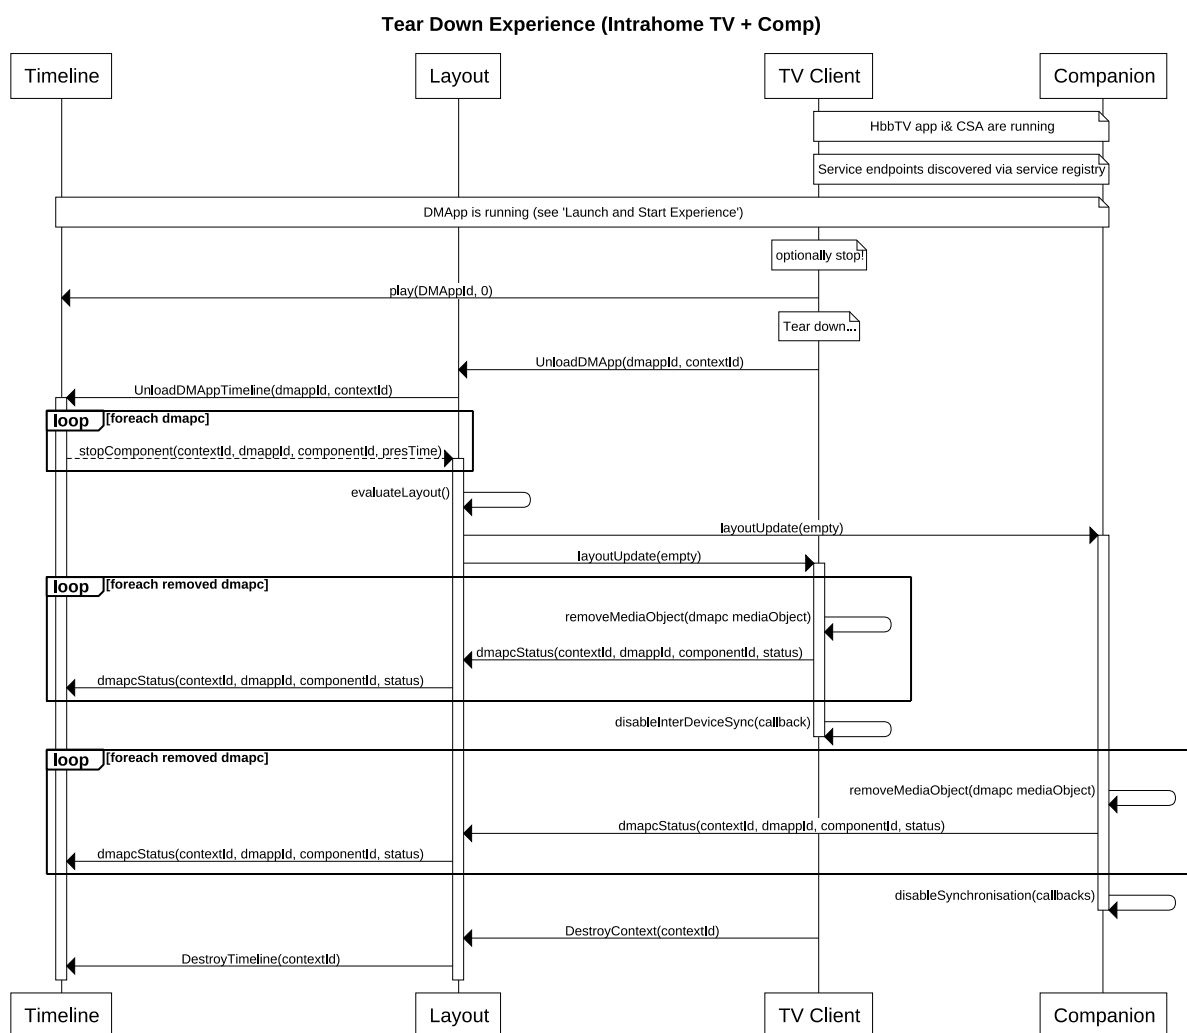 Tear Down Experience (Intrahome TV + Comp)
Timeline
Layout
TV Client
Companion
HbbTV app i& CSA are running
Service endpoints discovered via service registry
DMApp is running (see 'Launch and Start Experience')
optionally stop!
play(DMAppId, 0)
Tear down...
UnloadDMApp(dmappId, contextId)
UnloadDMAppTimeline(dmappId, contextId)
loop [foreach dmapc]
stopComponent(contextId, dmappId, componentId, presTime)
evaluateLayout()
layoutUpdate(empty)
layoutUpdate(empty)
loop [foreach removed dmapc]
removeMediaObject(dmapc mediaObject)
dmapcStatus(contextId, dmappId, componentId, status)
dmapcStatus(contextId, dmappId, componentId, status)
disableInterDeviceSync(callback)
loop [foreach removed dmapc]
removeMediaObject(dmapc mediaObject)
dmapcStatus(contextId, dmappId, componentId, status)
dmapcStatus(contextId, dmappId, componentId, status)
disableSynchronisation(callbacks)
DestroyContext(contextId)
DestroyTimeline(contextId)
Timeline
Layout
TV Client
Companion